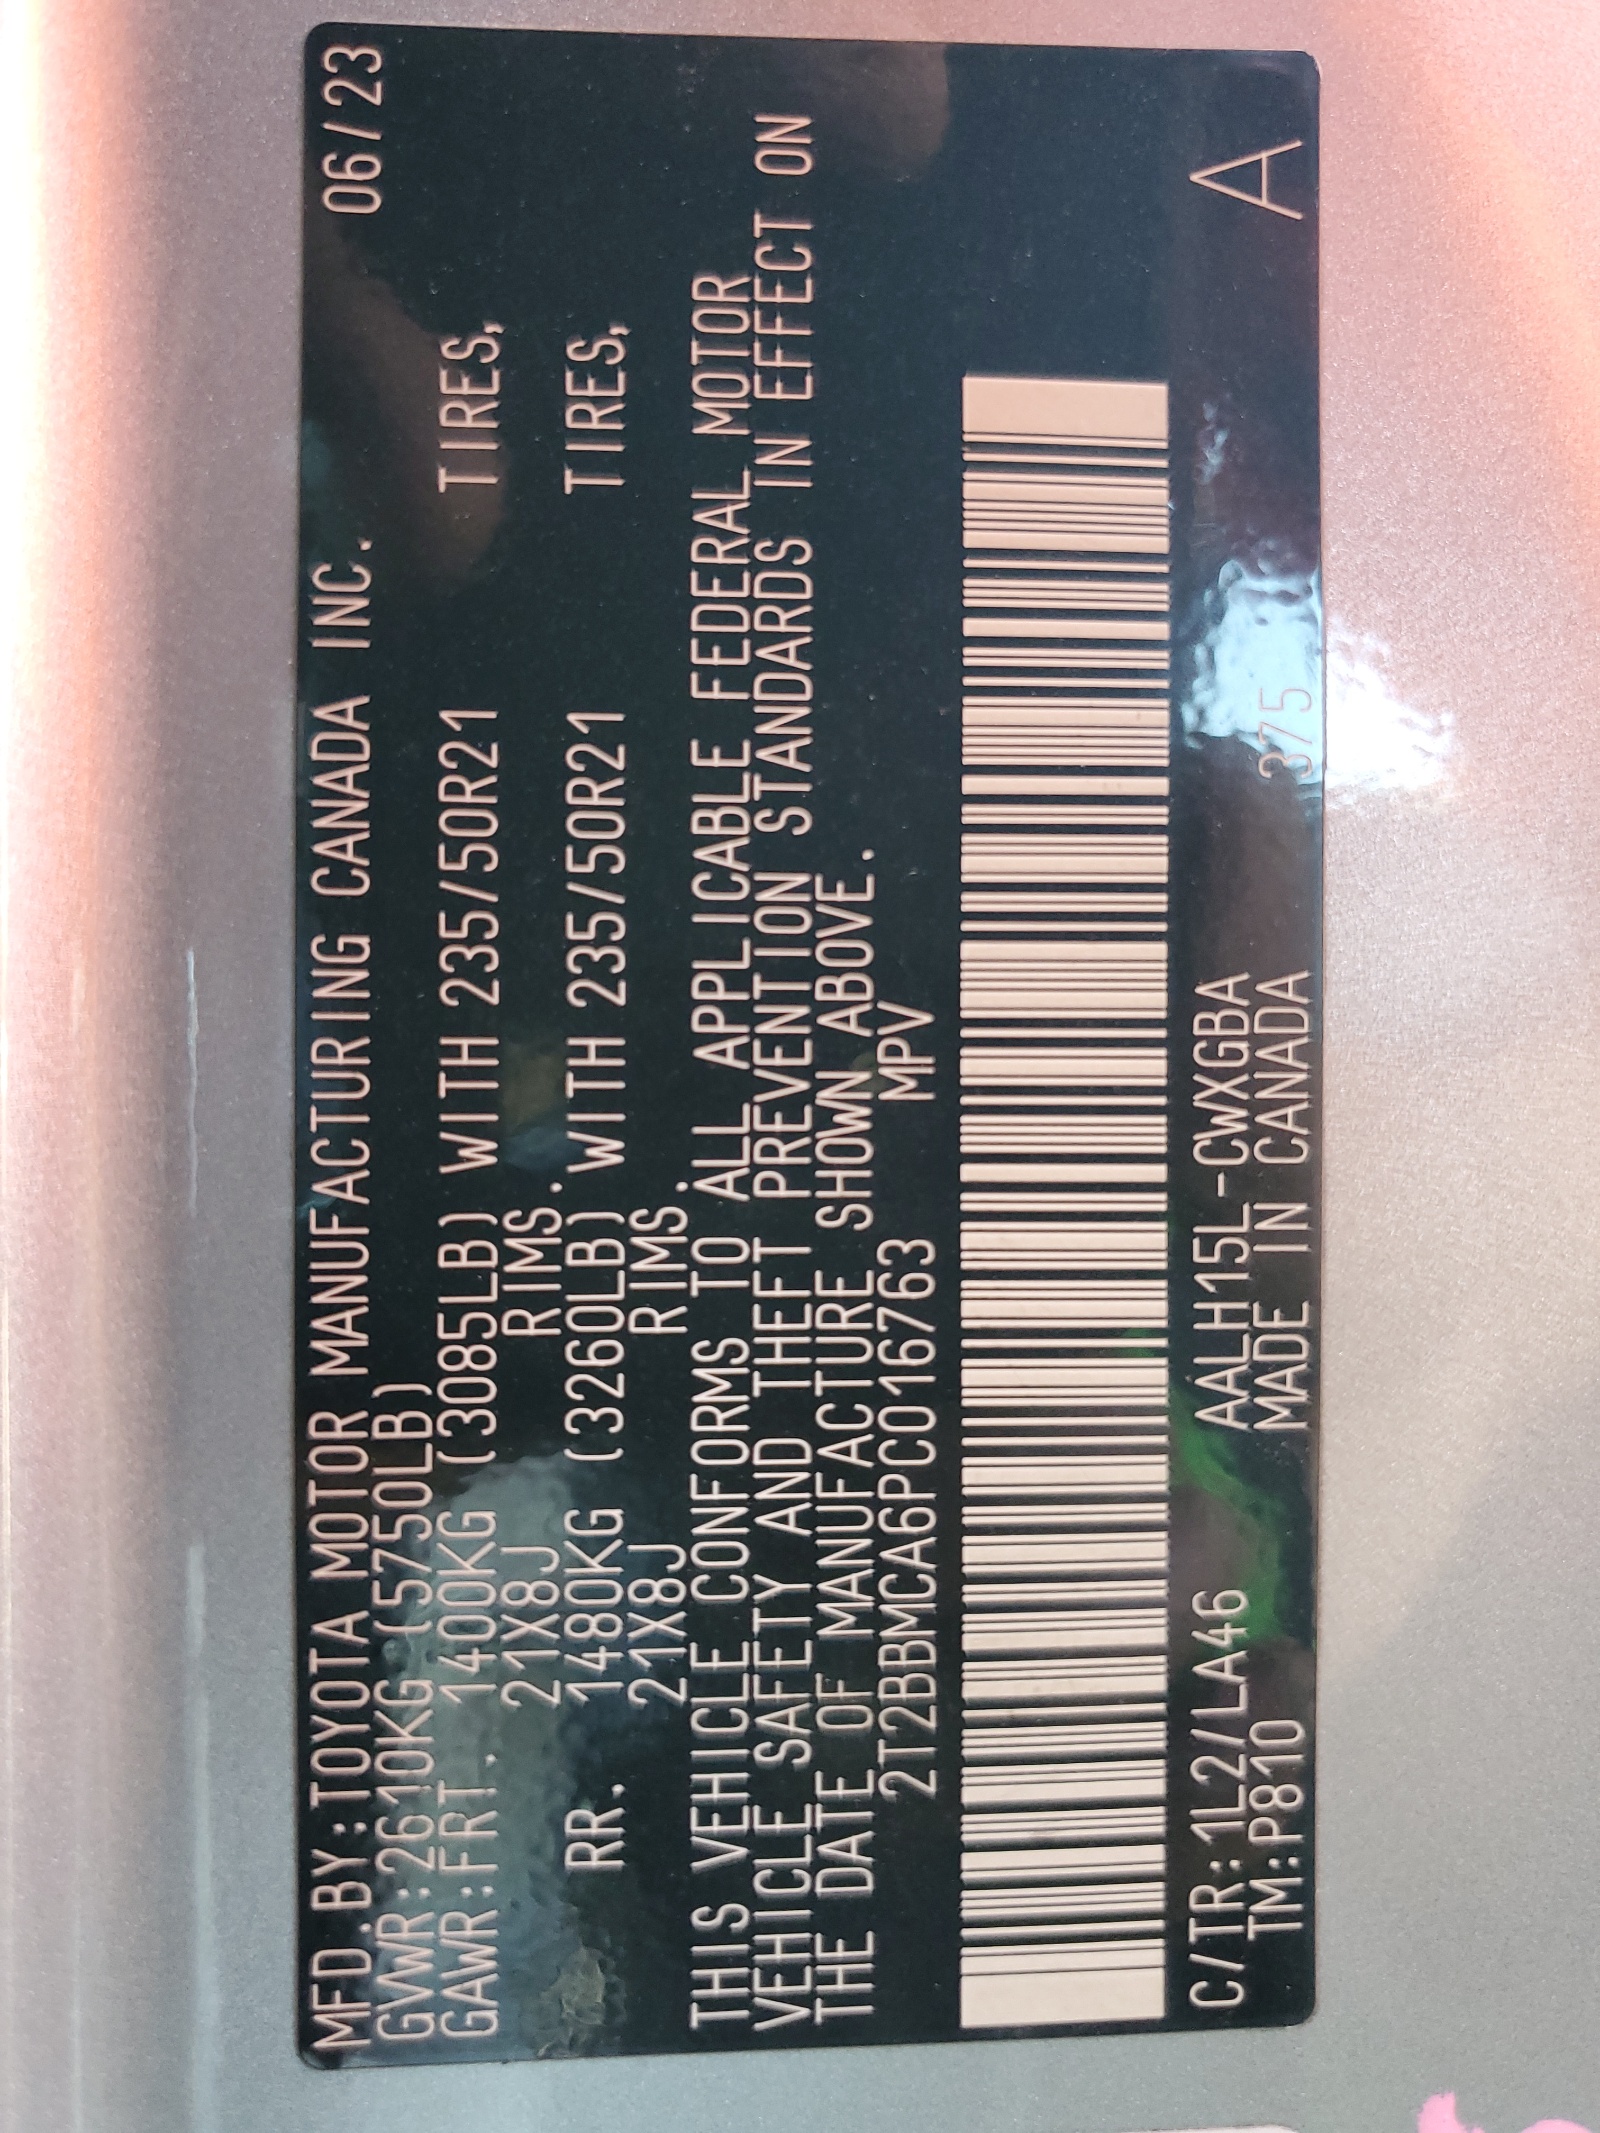 MFD.BY:TOYOTA MOTOR MANUFACTURING CANADA INC. 06/23
GVWR:2610KG(5750LB)
GAWR:FRT. 1400KG (3085LB) WITH 235/50R21 TIRES,
21X8J RIMS.
RR. 1480KG (3260LB) WITH 235/50R21 TIRES,
21X8J RIMS.
THIS VEHICLE CONFORMS TO ALL APPLICABLE FEDERAL MOTOR
VEHICLE SAFETY AND THEFT PREVENTION STANDARDS IN EFFECT ON
THE DATE OF MANUFACTURE SHOWN ABOVE.
2T2BBMCA6PC016763 MPV
C/TR:1L2/LA46 AALH15L-CWXGBA A
TM:P810 MADE IN CANADA 375